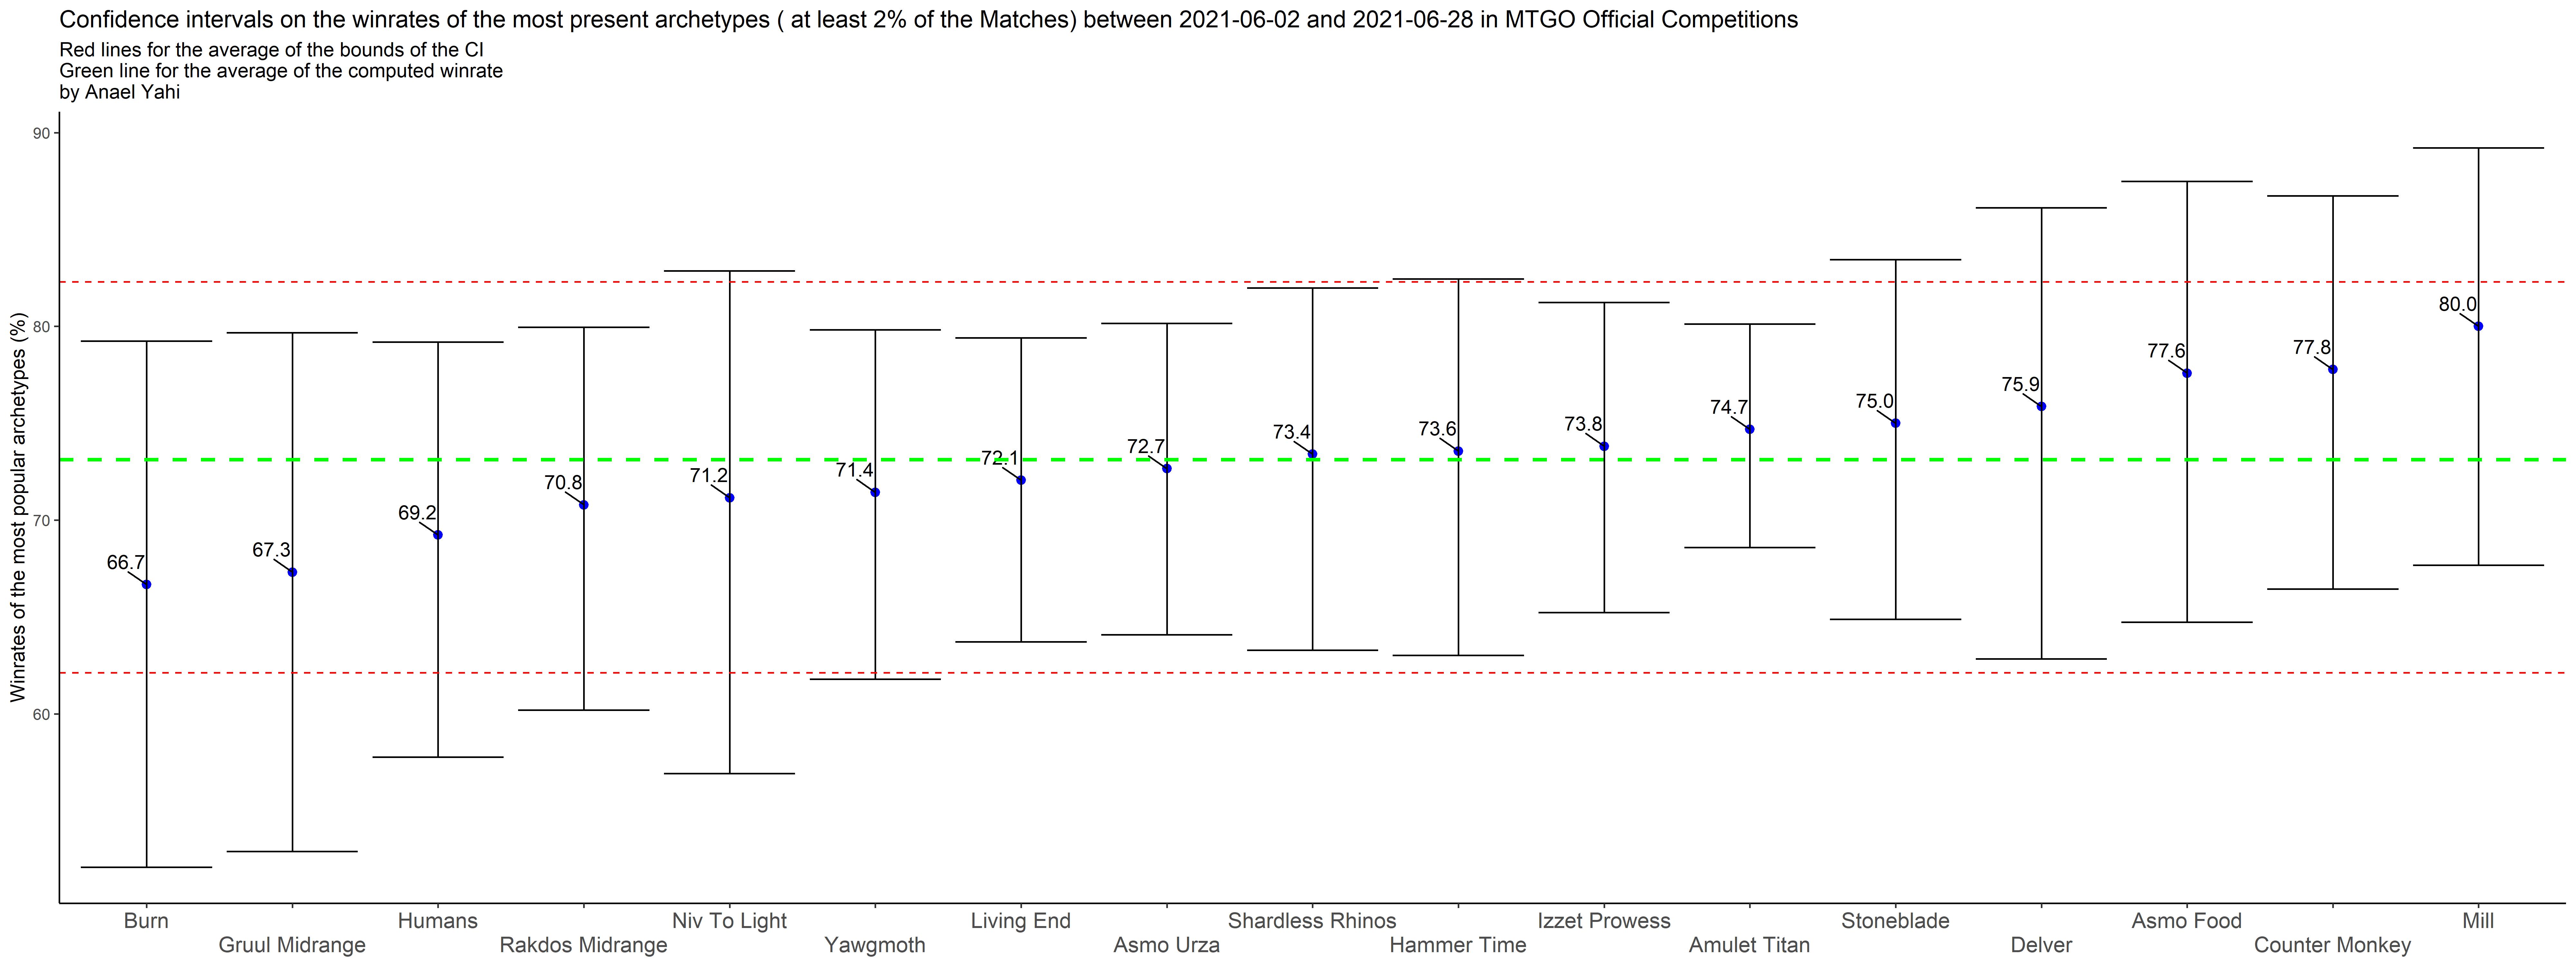 Confidence intervals on the winrates of the most present archetypes ( at least 2% of the Matches) between 2021-06-02 and 2021-06-28 in MTGO Official Competitions
Red lines for the average of the bounds of the CI
Green line for the average of the computed winrate
by Anael Yahi
Winrates of the most popular archetypes (%)
90
80
70
60
66.7
67.3
69.2
70.8
71.2
71.4
72.1
72.7
73.4
73.6
73.8
74.7
75.0
75.9
77.6
77.8
80.0
Burn
Gruul Midrange
Humans
Rakdos Midrange
Niv To Light
Yawgmoth
Living End
Asmo Urza
Shardless Rhinos
Hammer Time
Izzet Prowess
Amulet Titan
Stoneblade
Delver
Asmo Food
Counter Monkey
Mill